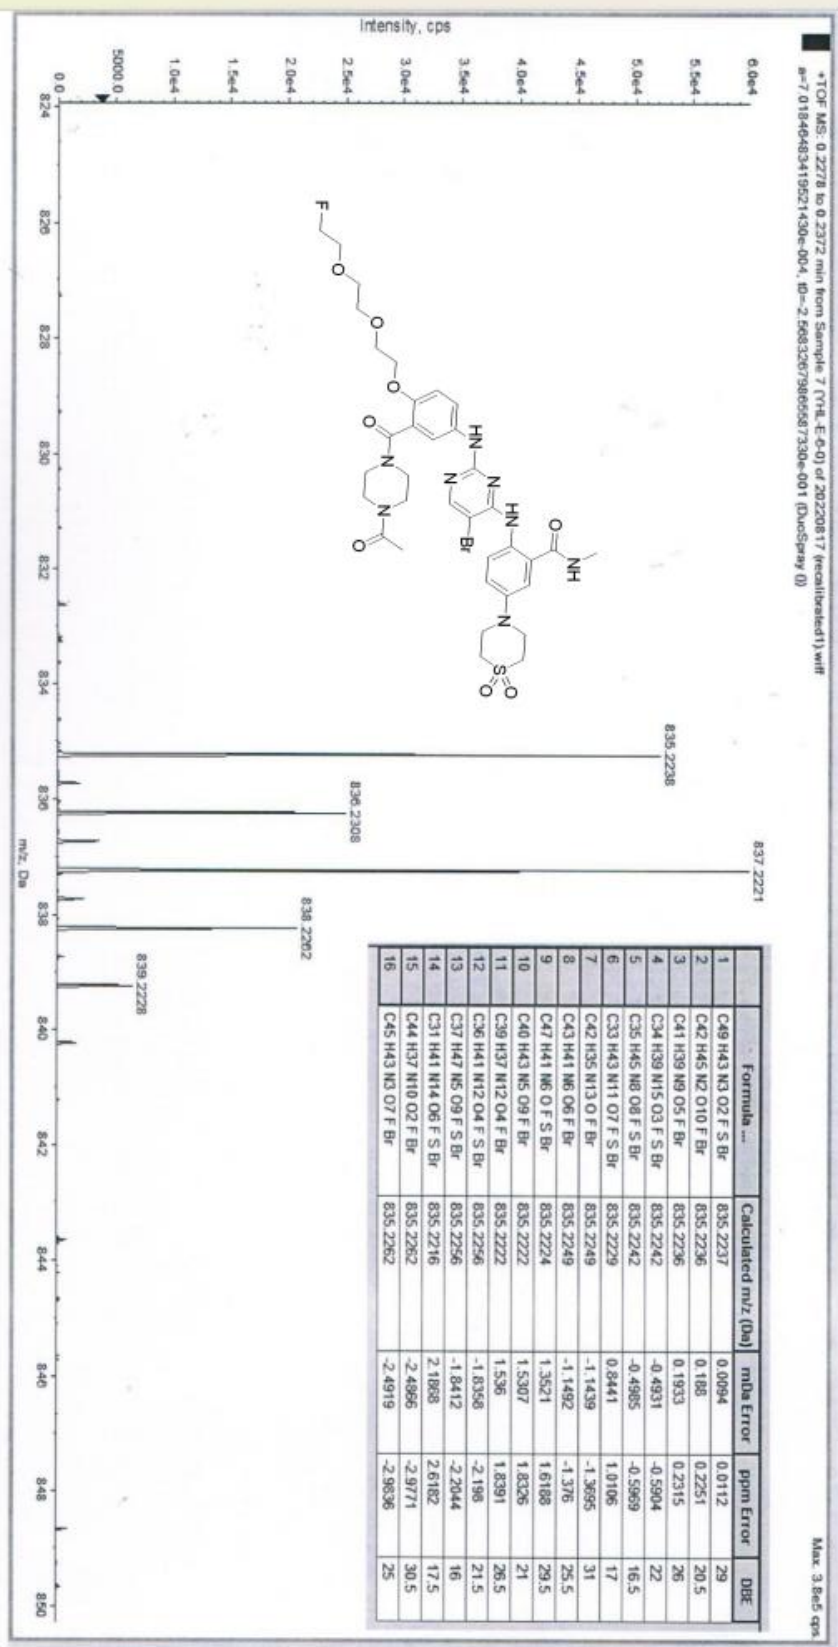 +TOF MS: 0.2278 to 0.2372 min from Sample 7 (YHL-E-6-0) of 20220817 (recalibrated1).wiff
a=7.01846483419521430e-004, t0=-2.56832679865587330e-001 (DuoSpray ())
Max. 3.8e5 cps.
Intensity, cps
6.0e4
5.5e4
5.0e4
4.5e4
4.0e4
3.5e4
3.0e4
2.5e4
2.0e4
1.5e4
1.0e4
5000.0
0.0
835.2238
836.2308
837.2221
838.2262
839.2228
F
O
O
O
O
N
N
O
HN
N
N
Br
HN
O
NH
N
S
O
O
Formula ... Calculated m/z (Da) mDa Error ppm Error DBE
1 C49 H43 N3 O2 F S Br 835.2237 0.0094 0.0112 29
2 C42 H45 N2 O10 F Br 835.2236 0.188 0.2251 20.5
3 C41 H39 N9 O5 F Br 835.2236 0.1933 0.2315 26
4 C34 H39 N15 O3 F S Br 835.2242 -0.4931 -0.5904 22
5 C35 H45 N8 O8 F S Br 835.2242 -0.4985 -0.5969 16.5
6 C33 H43 N11 O7 F S Br 835.2229 0.8441 1.0106 17
7 C42 H35 N13 O F Br 835.2249 -1.1439 -1.3695 31
8 C43 H41 N6 O6 F Br 835.2249 -1.1492 -1.376 25.5
9 C47 H41 N6 O F S Br 835.2224 1.3521 1.6188 29.5
10 C40 H43 N5 O9 F Br 835.2222 1.5307 1.8326 21
11 C39 H37 N12 O4 F Br 835.2222 1.536 1.8391 26.5
12 C36 H41 N12 O4 F S Br 835.2256 -1.8358 -2.198 21.5
13 C37 H47 N5 O9 F S Br 835.2256 -1.8412 -2.2044 16
14 C31 H41 N14 O6 F S Br 835.2216 2.1868 2.6182 17.5
15 C44 H37 N10 O2 F Br 835.2262 -2.4866 -2.9771 30.5
16 C45 H43 N3 O7 F Br 835.2262 -2.4919 -2.9836 25
824 826 828 830 832 834 836 838 840 842 844 846 848 850
m/z, Da